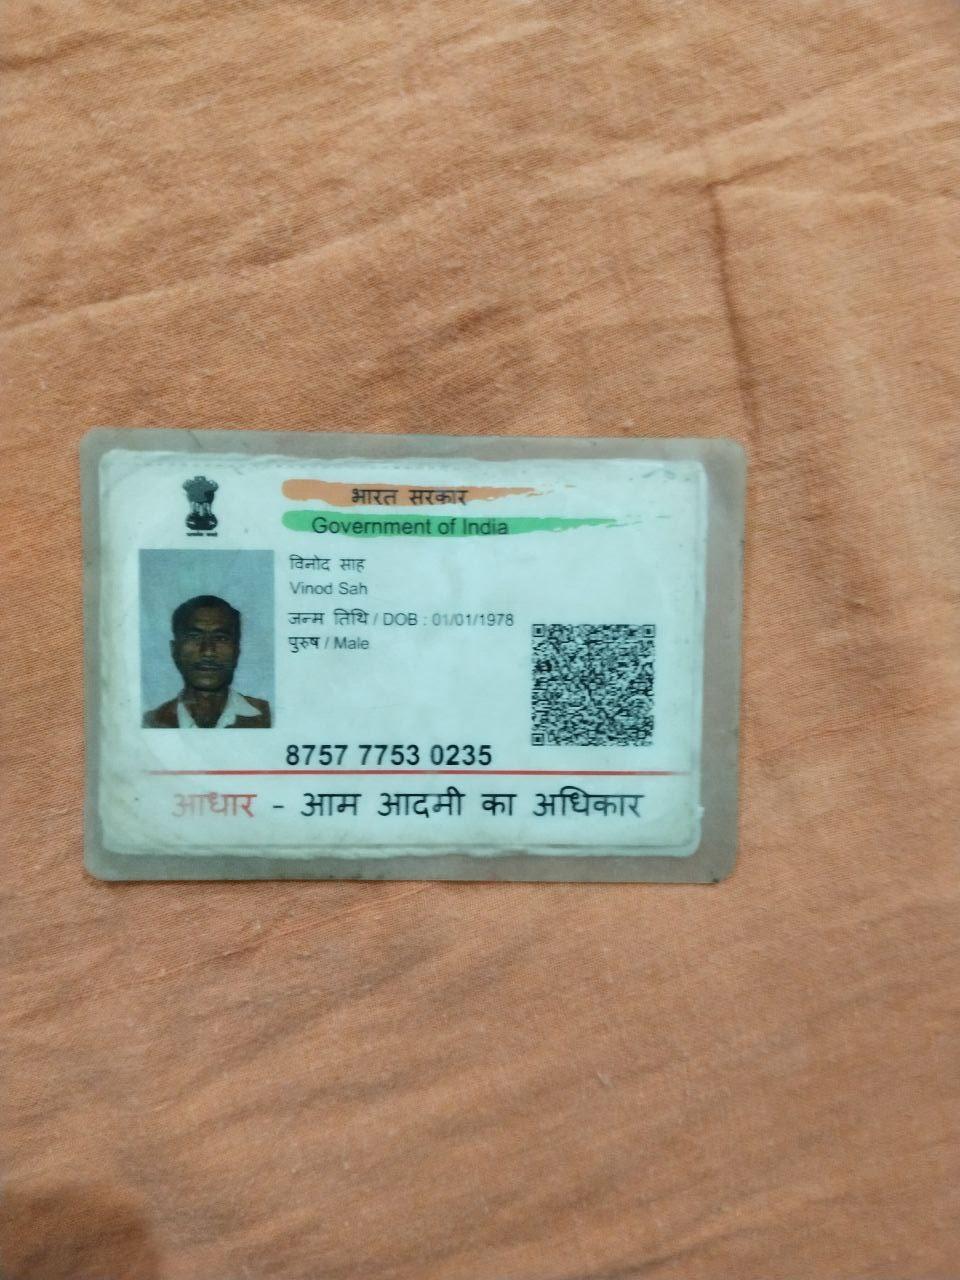 भारत सरकार
Government of India
विनोद साह
Vinod Sah
जन्म तिथि / DOB : 01/01/1978
पुरुष / Male
8757 7753 0235
आधार - आम आदमी का अधिकार